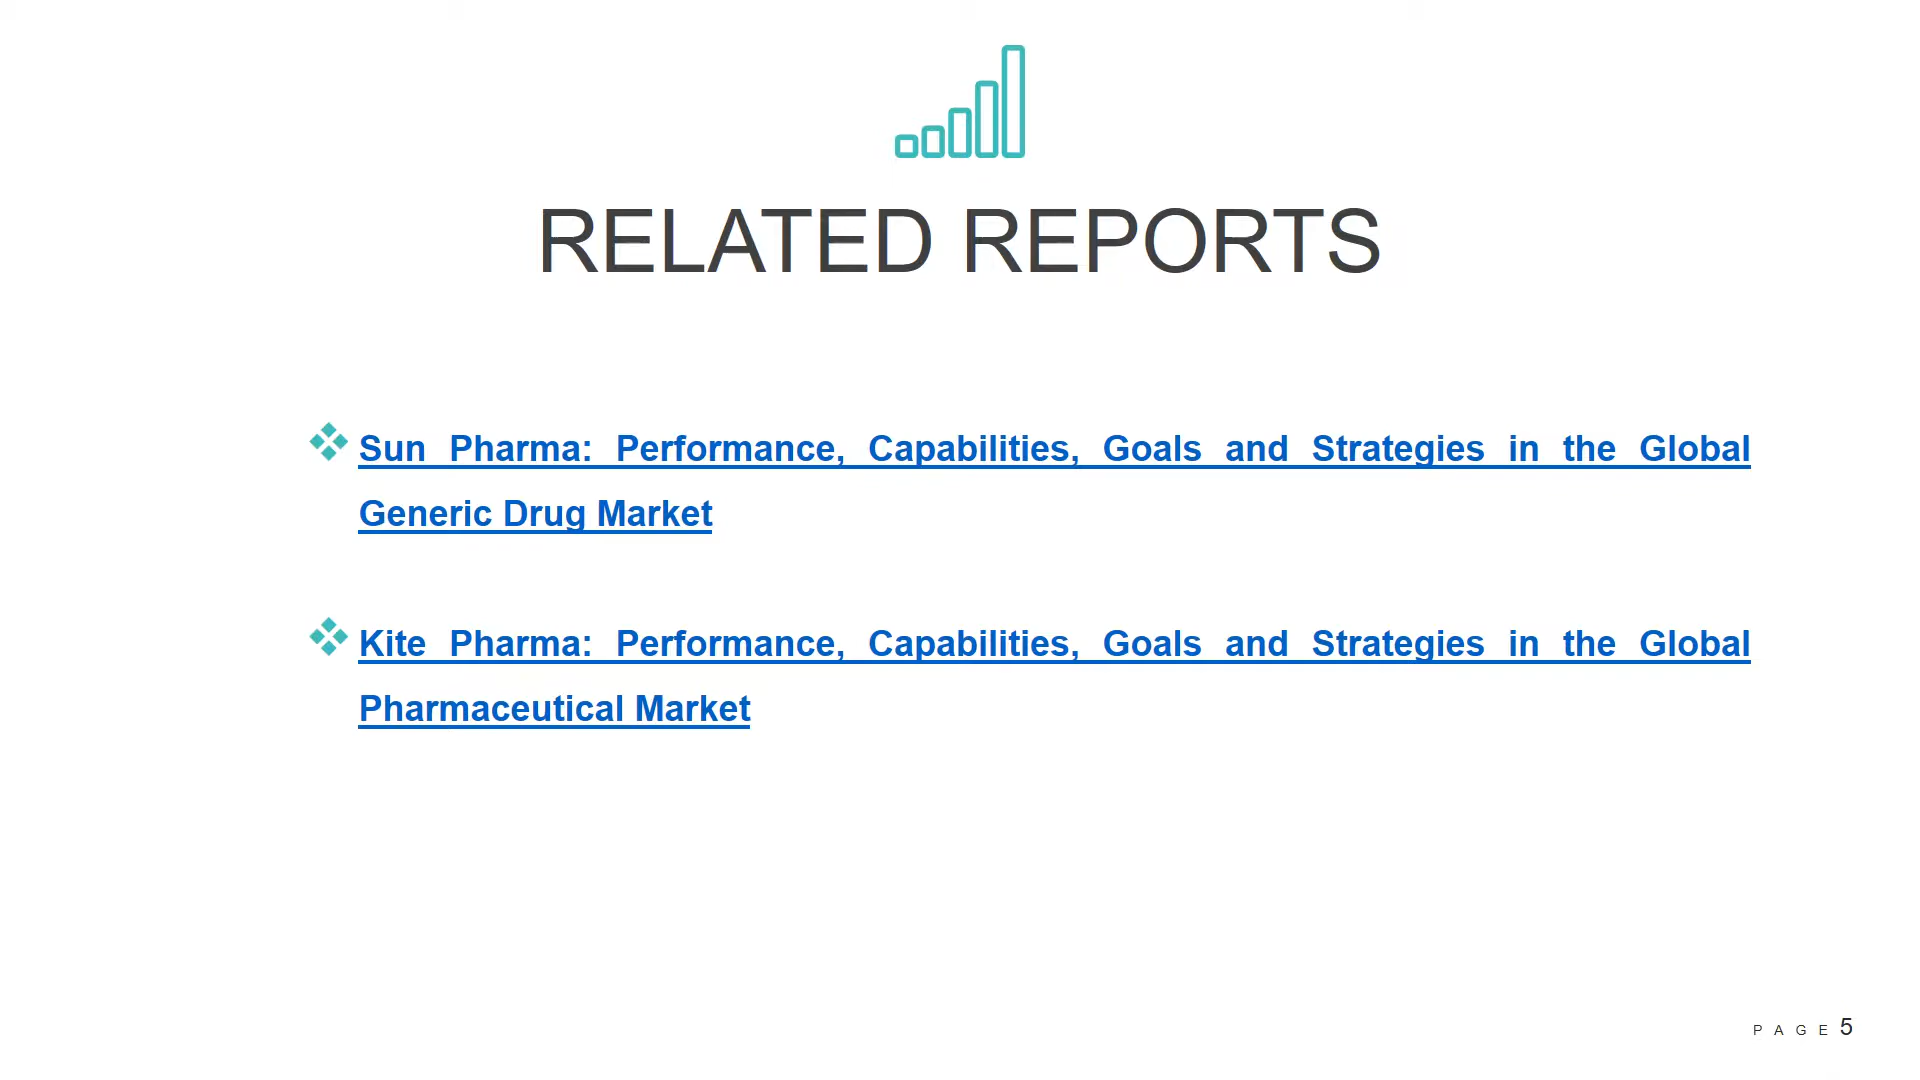 RELATED REPORTS
Sun Pharma: Performance, Capabilities, Goals and Strategies in the Global
Generic Drug Market
Kite Pharma: Performance, Capabilities, Goals and Strategies in the Global
Pharmaceutical Market
PAGE 5